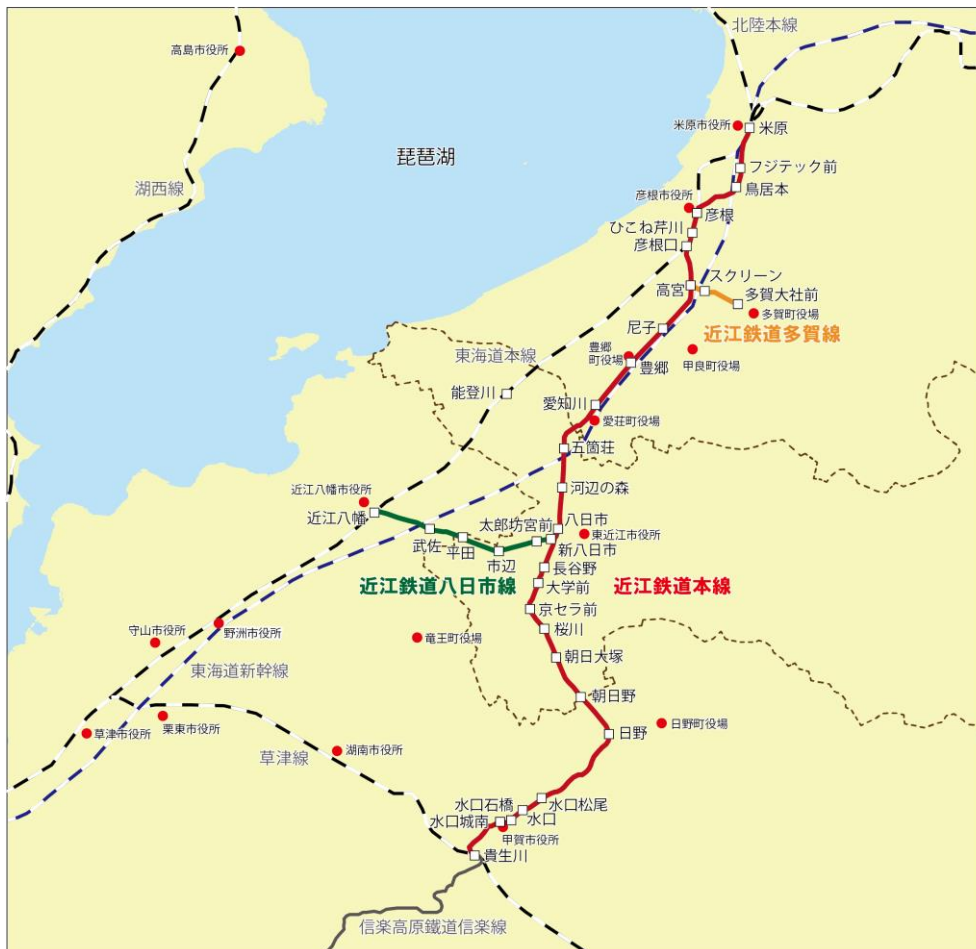 北陸本線
高島市役所
米原市役所
米原
琵琶湖
フジテック前
湖西線
鳥居本
彦根市役所
彦根
ひこね芹川
彦根口
スクリーン
高宮
多賀大社前
多賀町役場
尼子
近江鉄道多賀線
東海道本線
豊郷
町役場
豊郷
甲良町役場
能登川
愛知川
愛荘町役場
五箇荘
河辺の森
近江八幡市役所
近江八幡
太郎坊宮前
八日市
東近江市役所
武佐
平田
市辺
新八日市
長谷野
近江鉄道八日市線
大学前
近江鉄道本線
京セラ前
桜川
守山市役所
野洲市役所
竜王町役場
朝日大塚
東海道新幹線
朝日野
日野町役場
草津市役所
栗東市役所
日野
湖南市役所
草津線
水口石橋
水口松尾
水口城南
水口
甲賀市役所
貴生川
信楽高原鐵道信楽線